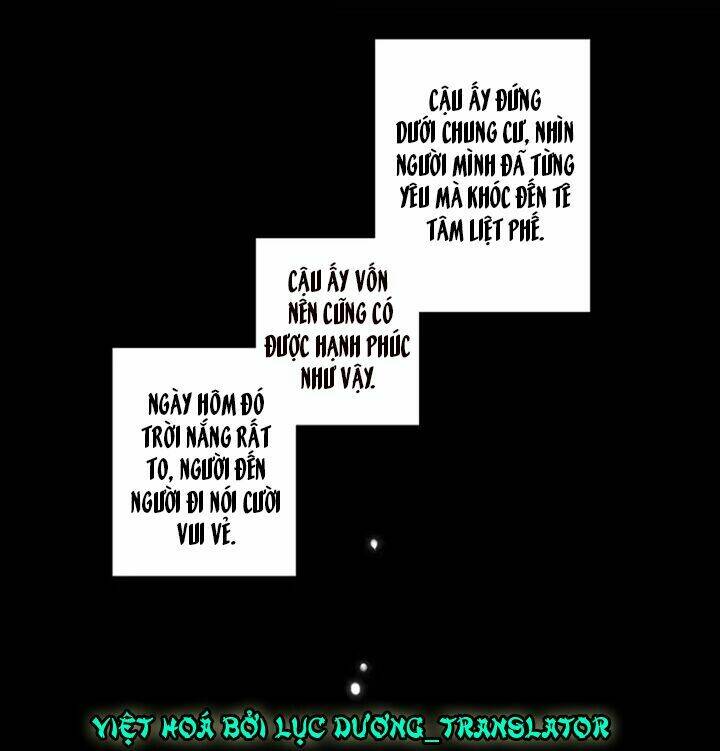 CẬU ẤY ĐỨNG
DƯỚI CHUNG CƯ, NHÌN
NGƯỜI MÌNH ĐÃ TỪNG
YÊU MÀ KHÓC ĐẾN TÊ
TÂM LIỆT PHẾ.
CẬU ẤY VỐN
NÊN CŨNG CÓ
ĐƯỢC HẠNH PHÚC
NHƯ VẬY.
NGÀY HÔM ĐÓ
TRỜI NẮNG RẤT
TO, NGƯỜI ĐẾN
NGƯỜI ĐI NÓI CƯỜI
VUI VẺ.
VIỆT HOÁ BỞI LỤC DƯƠNG_TRANSLATOR